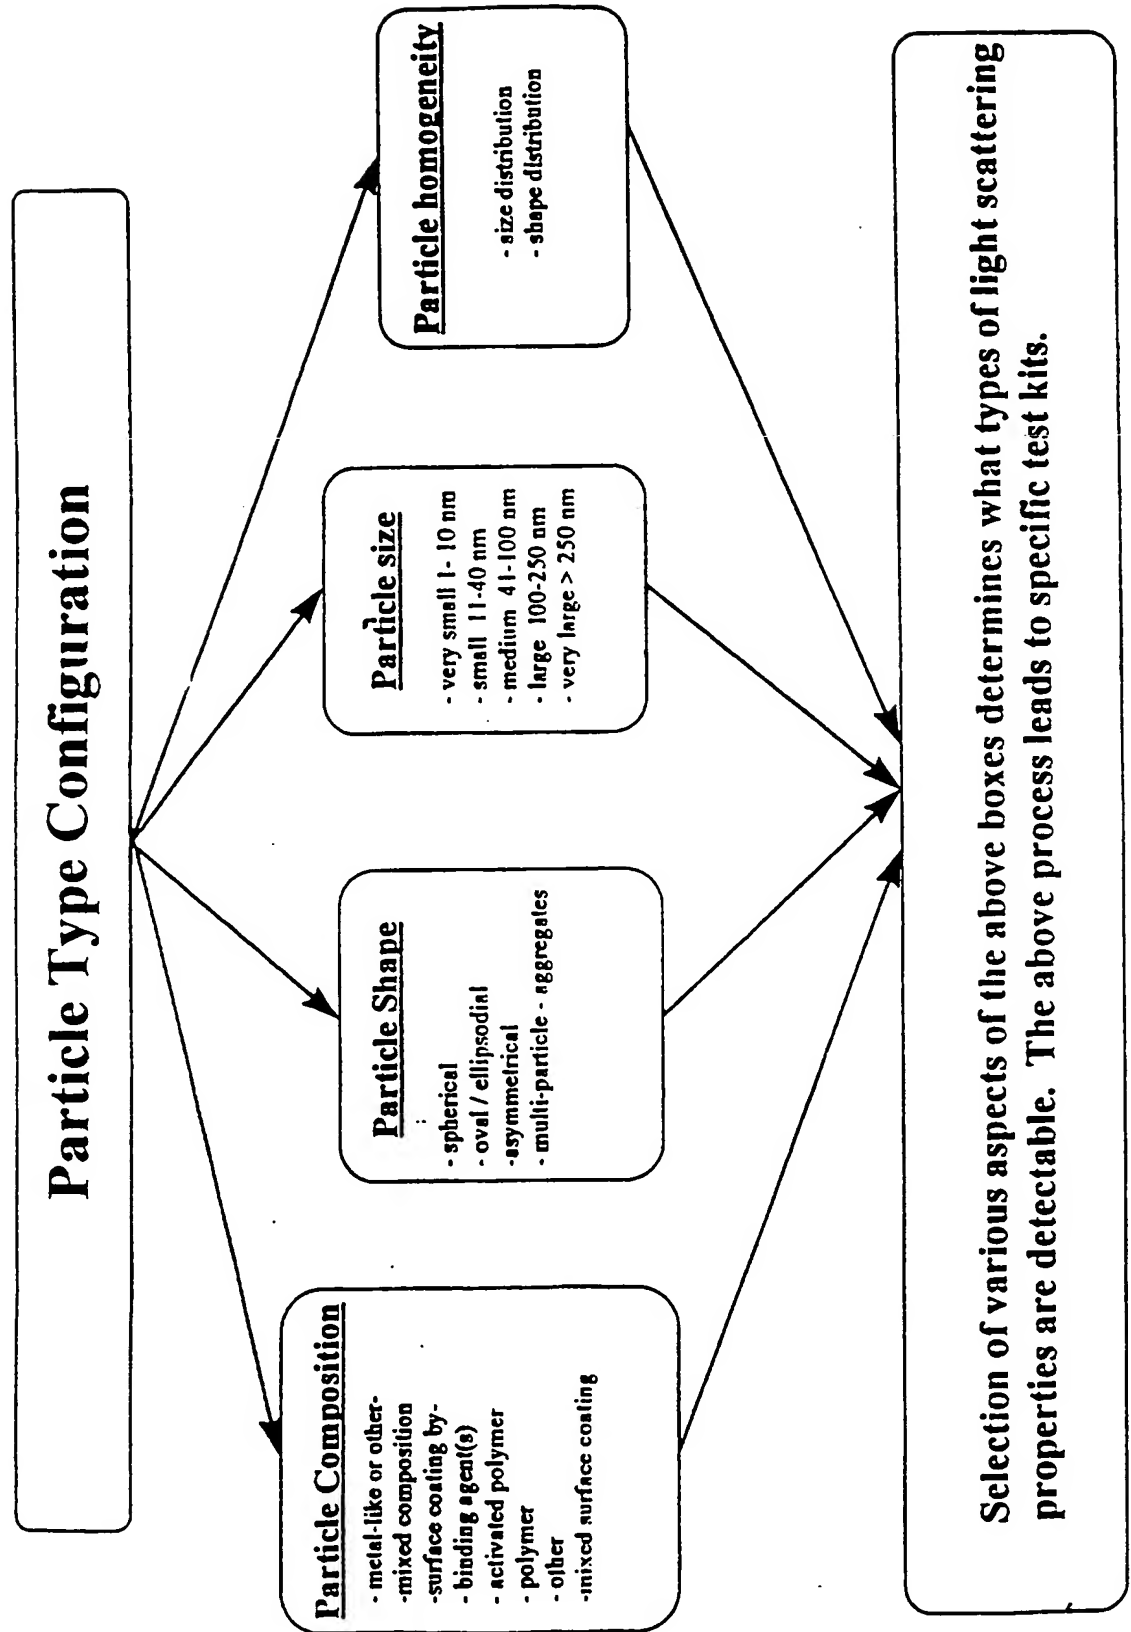 Particle Type Configuration
Particle Composition
- metal-like or other-
-mixed composition
-surface coating by-
- binding agent(s)
- activated polymer
- polymer
- other
-mixed surface coating
Particle Shape
- spherical
- oval / ellipsodial
-asymmetrical
- multi-particle - aggregates
Particle size
- very small 1- 10 nm
- small 11-40 nm
- medium 41-100 nm
- large 100-250 nm
- very large > 250 nm
Particle homogeneity
- size distribution
- shape distribution
Selection of various aspects of the above boxes determines what types of light scattering
properties are detectable. The above process leads to specific test kits.